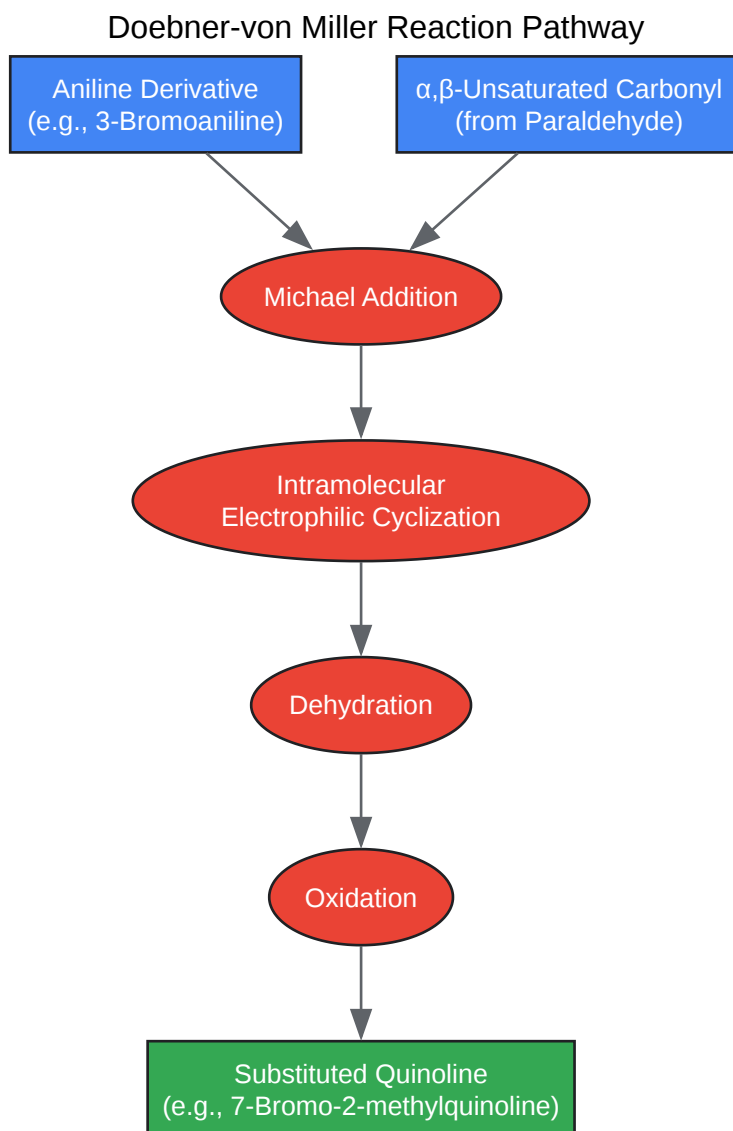 Doebner-von Miller Reaction Pathway
Aniline Derivative
(e.g., 3-Bromoaniline)
α,β-Unsaturated Carbonyl
(from Paraldehyde)
Michael Addition
Intramolecular
Electrophilic Cyclization
Dehydration
Oxidation
Substituted Quinoline
(e.g., 7-Bromo-2-methylquinoline)